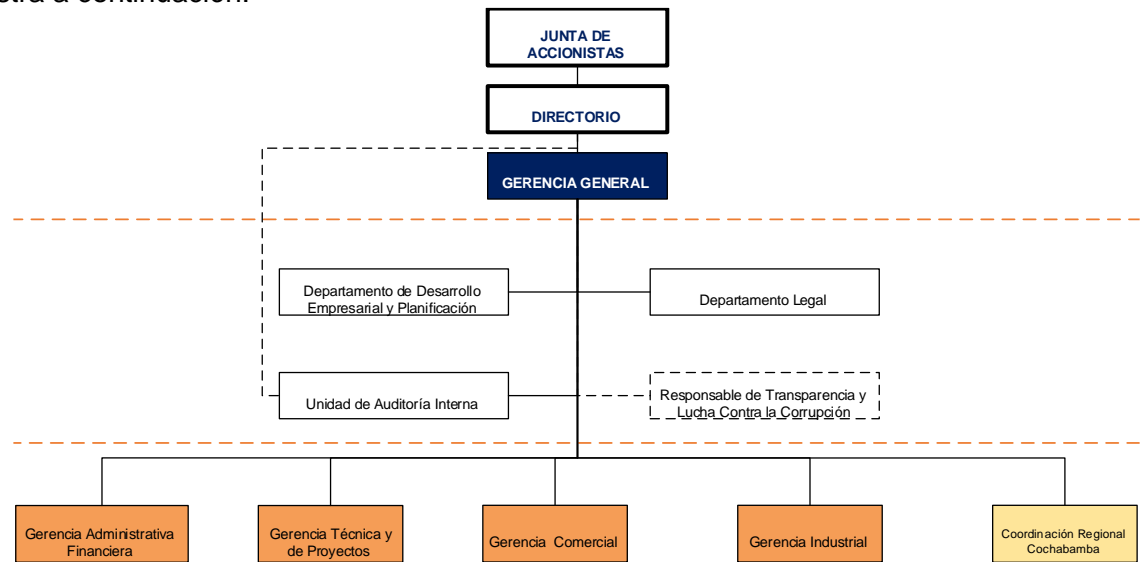 stra a continuación.
JUNTA DE
ACCIONISTAS
DIRECTORIO
GERENCIA GENERAL
Departamento de Desarrollo
Empresarial y Planificación
Departamento Legal
Unidad de Auditoría Interna
Responsable de Transparencia y
Lucha Contra la Corrupción
Gerencia Administrativa
Financiera
Gerencia Técnica y
de Proyectos
Gerencia Comercial
Gerencia Industrial
Coordinación Regional
Cochabamba